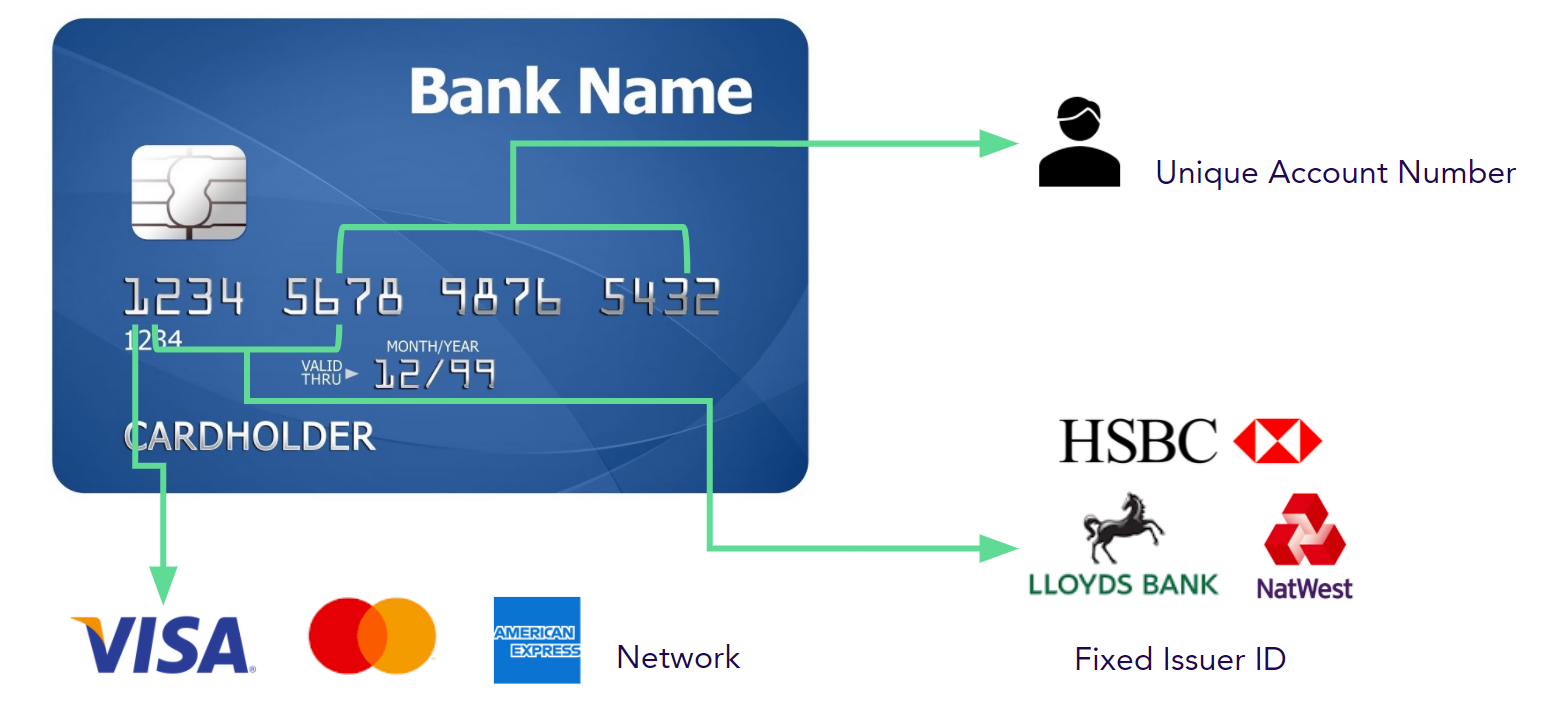 Bank Name
Unique Account Number
1234 5678 9876 5432
1234
MONTH/YEAR
VALID
THRU
12/99
CARDHOLDER
HSBC
LLOYDS BANK
NatWest
VISA
AMERICAN
EXPRESS
Network
Fixed Issuer ID